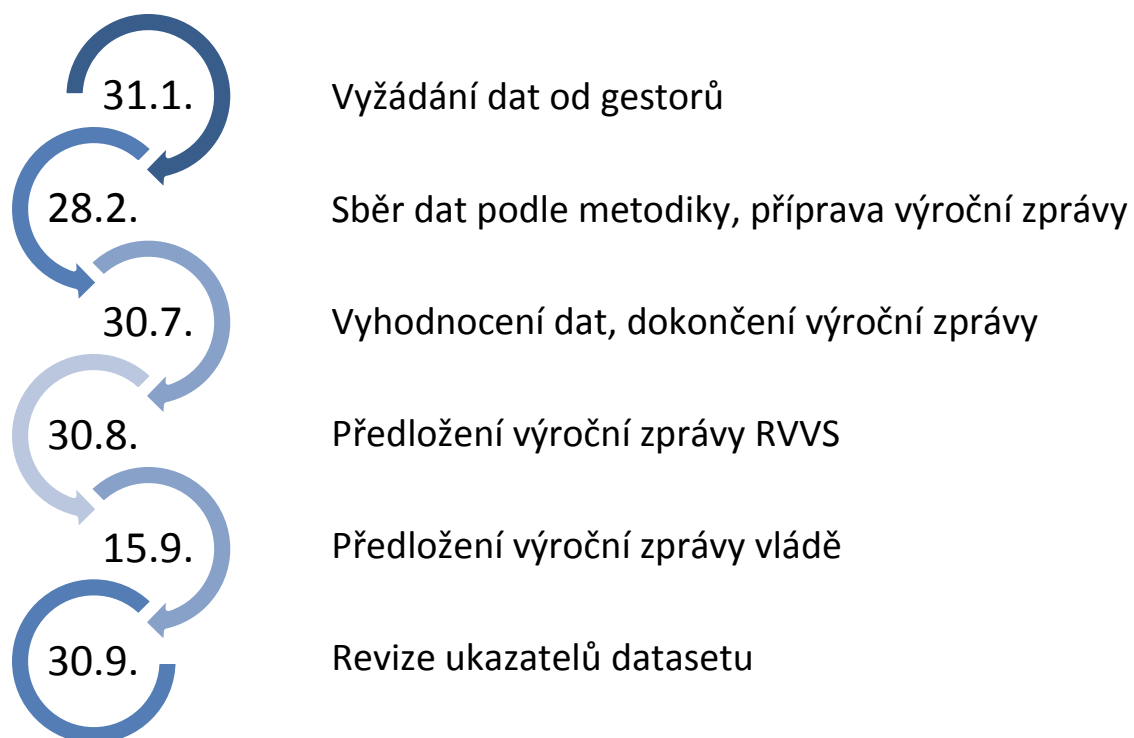 31.1. Vyžádání dat od gestorů
28.2. Sběr dat podle metodiky, příprava výroční zprávy
30.7. Vyhodnocení dat, dokončení výroční zprávy
30.8. Předložení výroční zprávy RVVS
15.9. Předložení výroční zprávy vládě
30.9. Revize ukazatelů datasetu